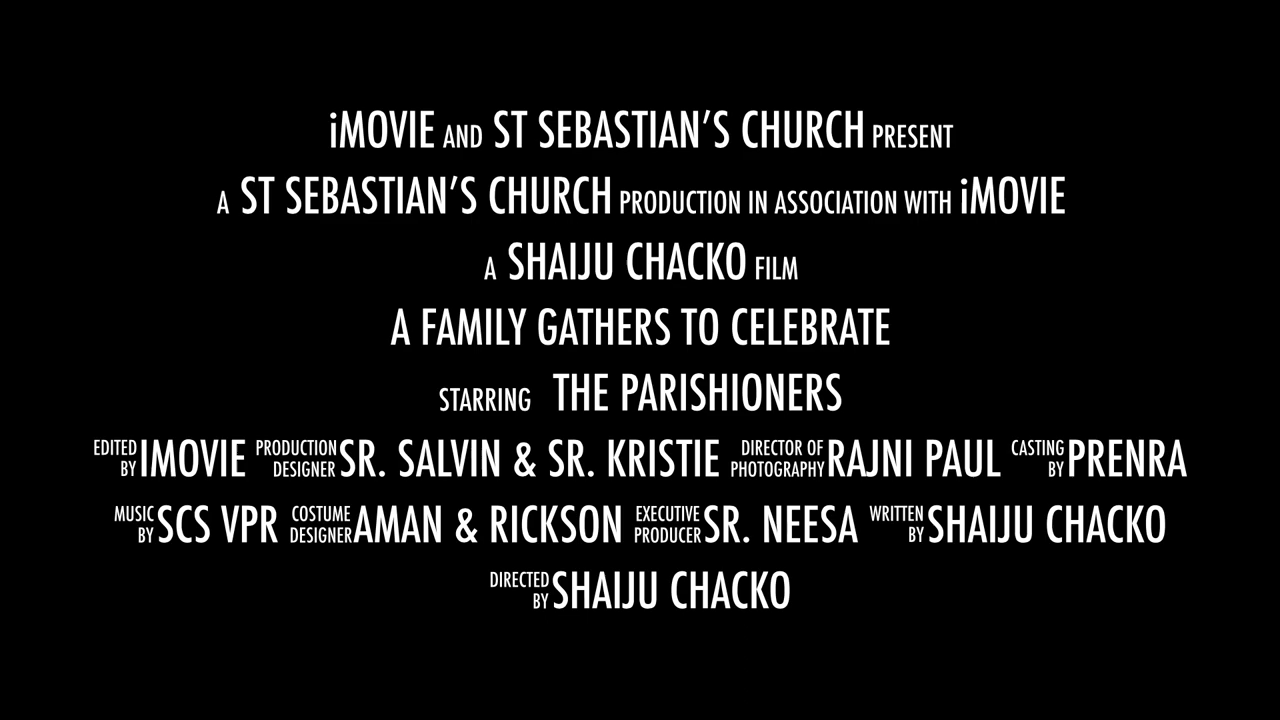 iMOVIE AND ST SEBASTIAN'S CHURCH PRESENT
A ST SEBASTIAN'S CHURCH PRODUCTION IN ASSOCIATION WITH iMOVIE
A SHAIJU CHACKO FILM
A FAMILY GATHERS TO CELEBRATE
STARRING THE PARISHIONERS
EDITED BY IMOVIE PRODUCTION DESIGNER SR. SALVIN & SR. KRISTIE DIRECTOR OF PHOTOGRAPHY RAJNI PAUL CASTING BY PRENRA
MUSIC BY SCS VPR COSTUME DESIGNER AMAN & RICKSON EXECUTIVE PRODUCER SR. NEESA WRITTEN BY SHAIJU CHACKO
DIRECTED BY SHAIJU CHACKO